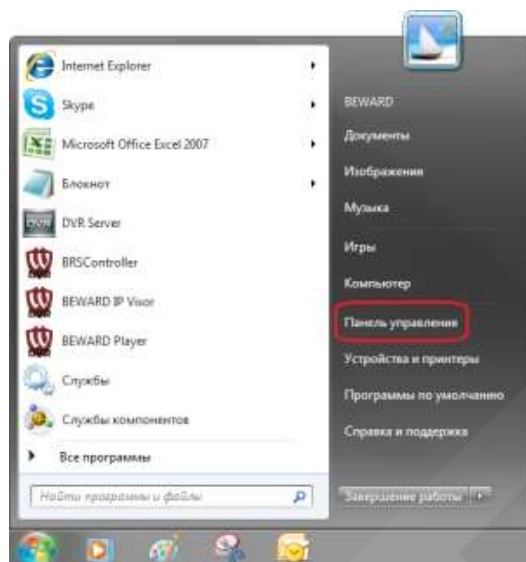 Internet Explorer
Skype
Microsoft Office Excel 2007
Блокнот
DVR Server
BRSController
BEWARD IP Visor
BEWARD Player
Службы
Службы компонентов
Все программы
Найти программы и файлы
BEWARD
Документы
Изображения
Музыка
Игры
Компьютер
Панель управления
Устройства и принтеры
Программы по умолчанию
Справка и поддержка
Завершение работы